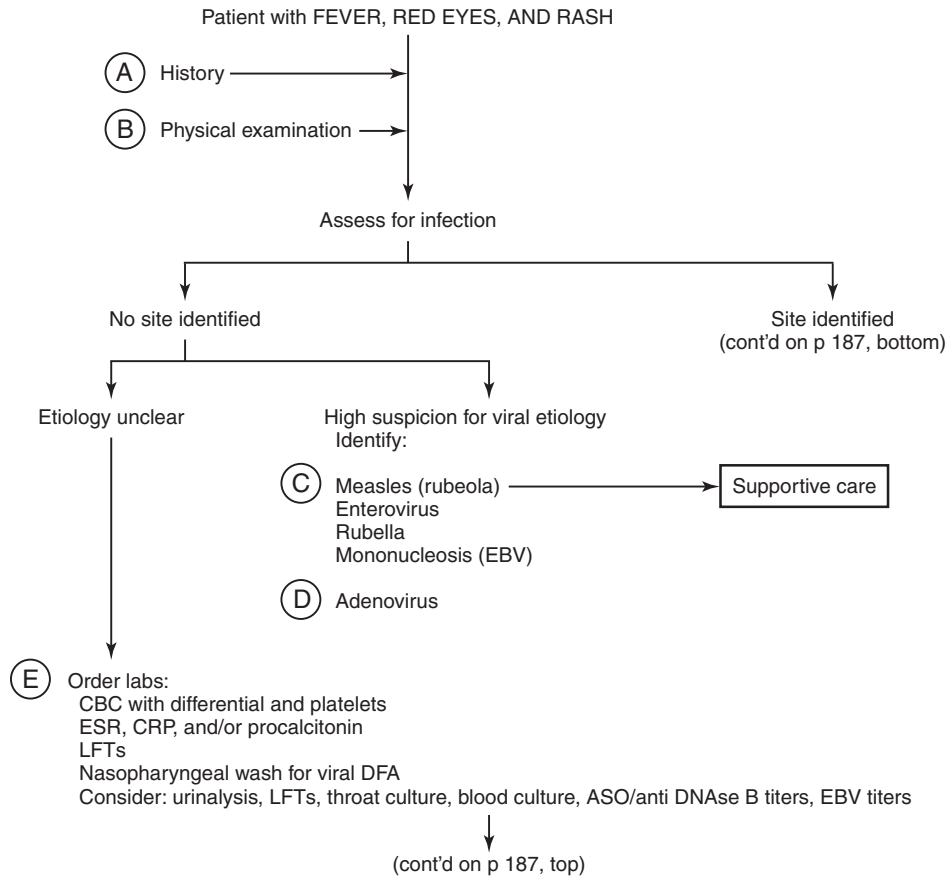 Patient with FEVER, RED EYES, AND RASH
A History
B Physical examination
Assess for infection
No site identified
Site identified
(cont'd on p 187, bottom)
Etiology unclear
High suspicion for viral etiology
Identify:
C Measles (rubeola)
Supportive care
Enterovirus
Rubella
Mononucleosis (EBV)
D Adenovirus
E Order labs:
CBC with differential and platelets
ESR, CRP, and/or procalcitonin
LFTs
Nasopharyngeal wash for viral DFA
Consider: urinalysis, LFTs, throat culture, blood culture, ASO/anti DNAse B titers, EBV titers
(cont'd on p 187, top)